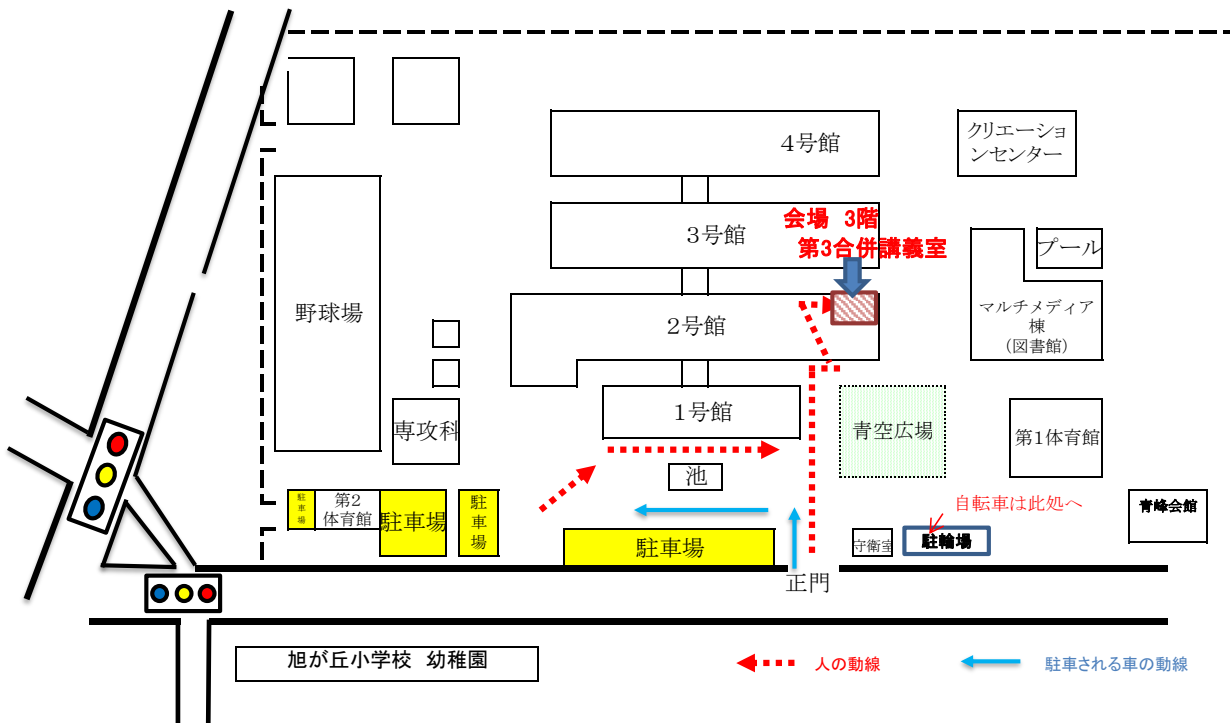 4号館
クリエーショ
ンセンター
会場 3階
第3合併講義室
3号館
プール
野球場
2号館
マルチメディア
棟
(図書館)
1号館
専攻科
青空広場
第1体育館
池
駐
車
場
第2
体育館
駐車場
駐
車
場
自転車は此処へ
青峰会館
駐車場
守衛室
駐輪場
正門
旭が丘小学校 幼稚園
人の動線
駐車される車の動線